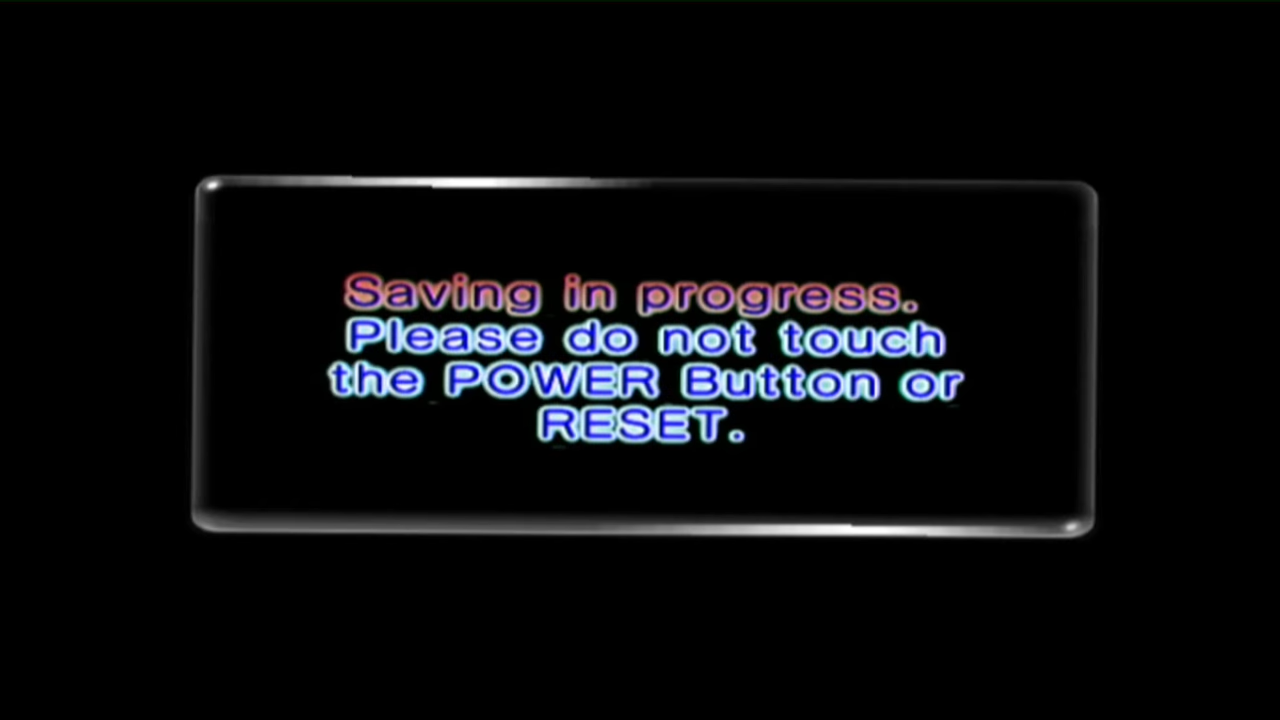 Saving in progress.
Please do not touch
the POWER Button or
RESET.